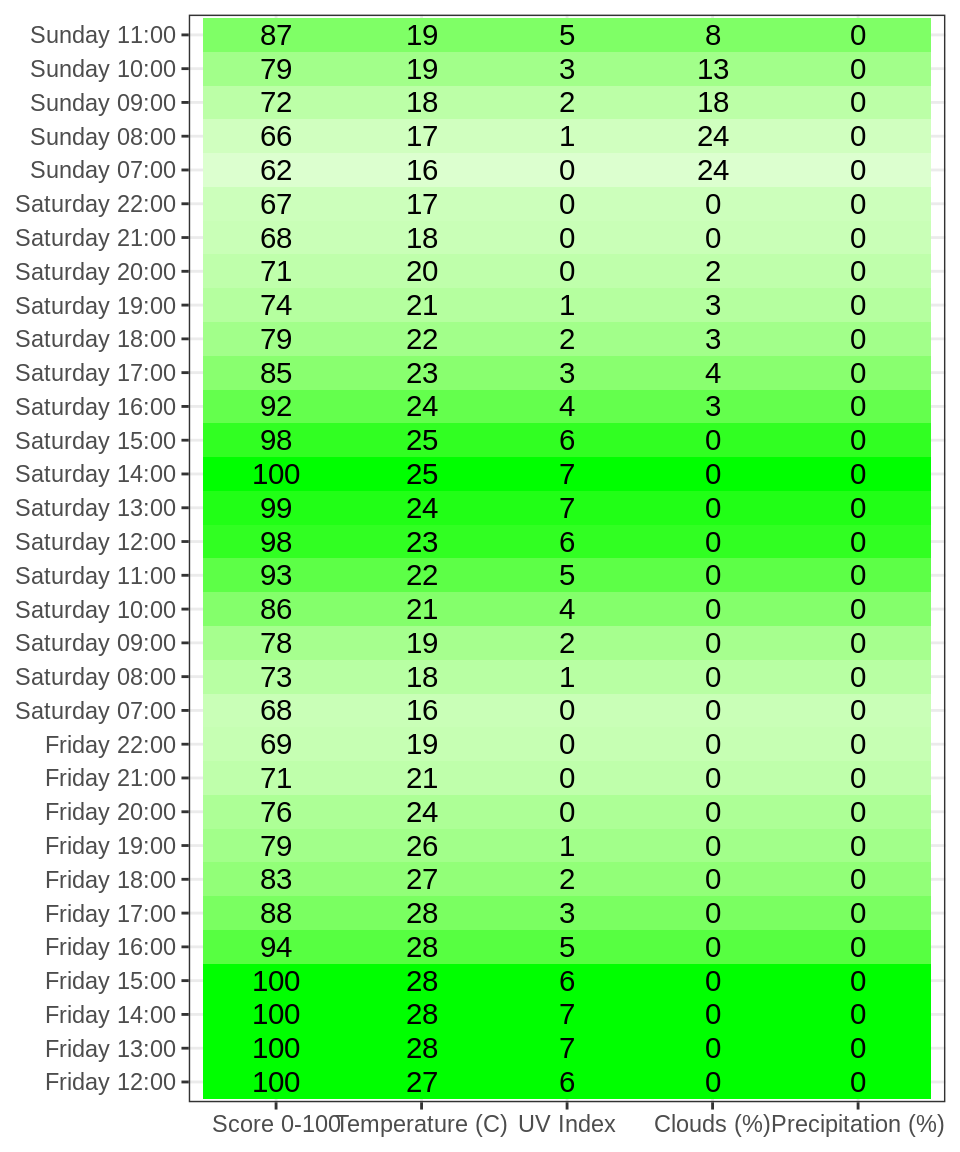 Sunday 11:00 87 19 5 8 0
Sunday 10:00 79 19 3 13 0
Sunday 09:00 72 18 2 18 0
Sunday 08:00 66 17 1 24 0
Sunday 07:00 62 16 0 24 0
Saturday 22:00 67 17 0 0 0
Saturday 21:00 68 18 0 0 0
Saturday 20:00 71 20 0 2 0
Saturday 19:00 74 21 1 3 0
Saturday 18:00 79 22 2 3 0
Saturday 17:00 85 23 3 4 0
Saturday 16:00 92 24 4 3 0
Saturday 15:00 98 25 6 0 0
Saturday 14:00 100 25 7 0 0
Saturday 13:00 99 24 7 0 0
Saturday 12:00 98 23 6 0 0
Saturday 11:00 93 22 5 0 0
Saturday 10:00 86 21 4 0 0
Saturday 09:00 78 19 2 0 0
Saturday 08:00 73 18 1 0 0
Saturday 07:00 68 16 0 0 0
Friday 22:00 69 19 0 0 0
Friday 21:00 71 21 0 0 0
Friday 20:00 76 24 0 0 0
Friday 19:00 79 26 1 0 0
Friday 18:00 83 27 2 0 0
Friday 17:00 88 28 3 0 0
Friday 16:00 94 28 5 0 0
Friday 15:00 100 28 6 0 0
Friday 14:00 100 28 7 0 0
Friday 13:00 100 28 7 0 0
Friday 12:00 100 27 6 0 0
Score 0-100 Temperature (C) UV Index Clouds (%) Precipitation (%)